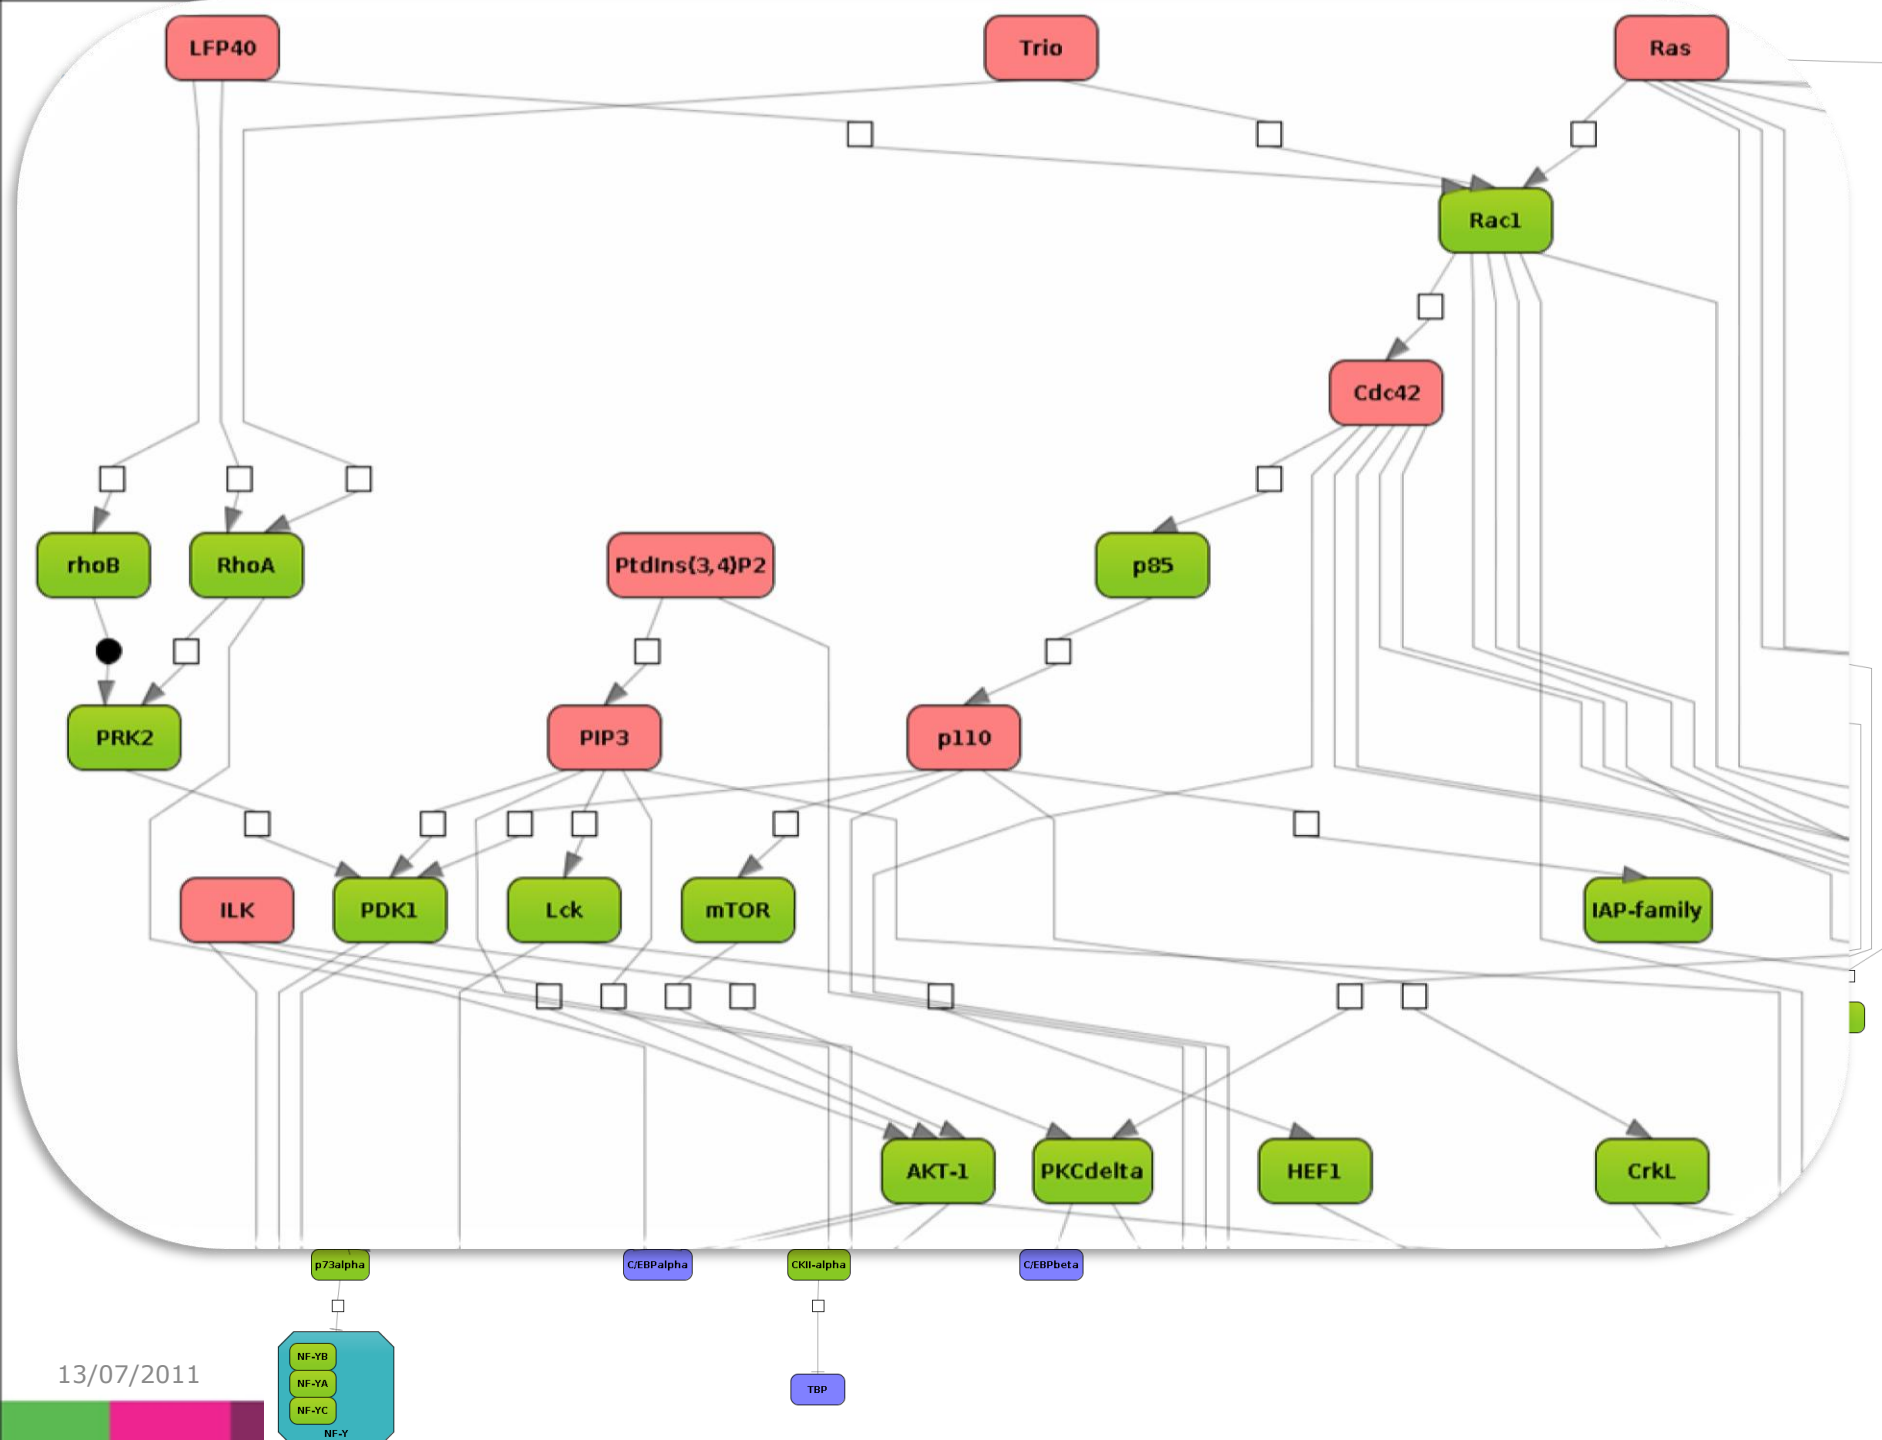 LFP40
Trio
Ras
Rac1
Cdc42
rhoB
RhoA
PtdIns{3,4}P2
p85
PRK2
PIP3
p110
ILK
PDK1
Lck
mTOR
IAP-family
AKT-1
PKCdelta
HEF1
CrkL
p73alpha
C/EBPalpha
CKII-alpha
C/EBPbeta
NF-YB
13/07/2011
NF-YA
TBP
NF-YC
NF-Y